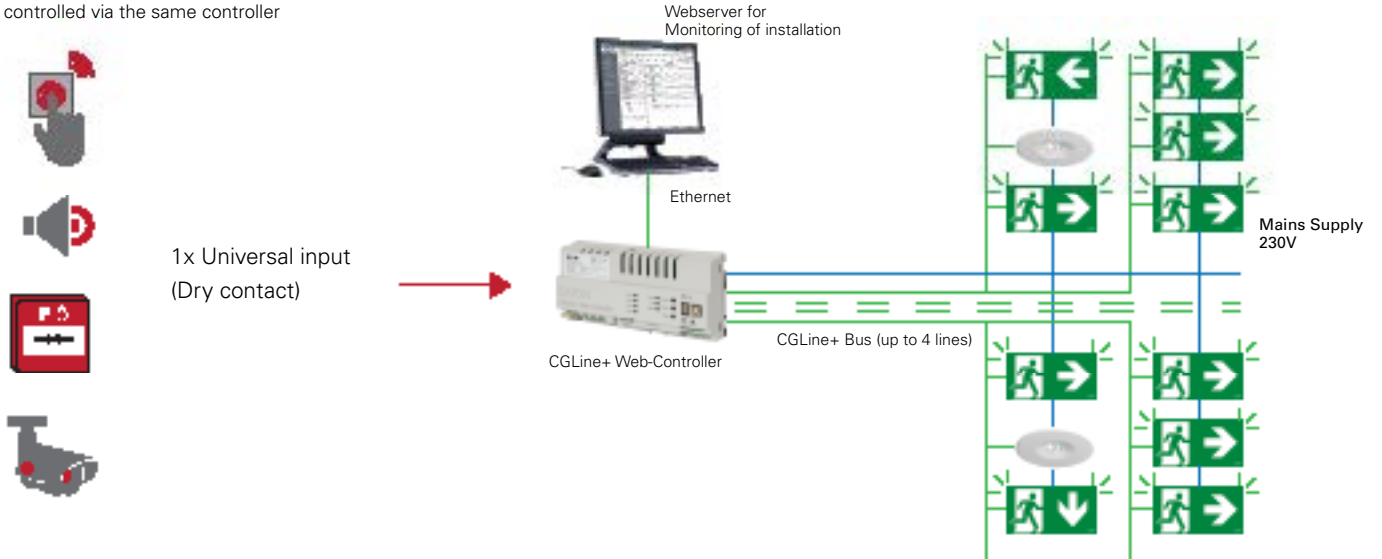 controlled via the same controller
Webserver for
Monitoring of installation
Ethernet
Mains Supply
230V
1x Universal input
(Dry contact)
CGLine+ Bus (up to 4 lines)
CGLine+ Web-Controller